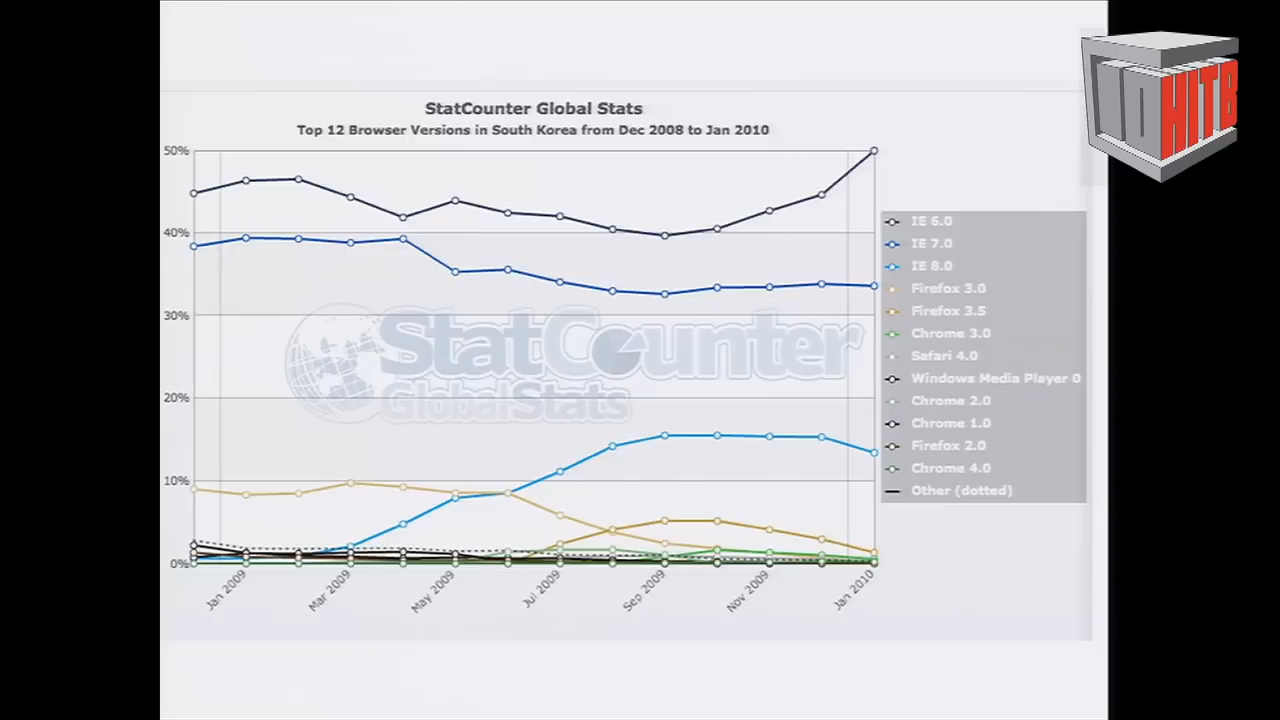 StatCounter Global Stats
Top 12 Browser Versions in South Korea from Dec 2008 to Jan 2010
50%
40%
30%
20%
10%
0%
StatCounter
GlobalStats
Jan 2009
Mar 2009
May 2009
Jul 2009
Sep 2009
Nov 2009
Jan 2010
IE 6.0
IE 7.0
IE 8.0
Firefox 3.0
Firefox 3.5
Chrome 3.0
Safari 4.0
Windows Media Player 0
Chrome 2.0
Chrome 1.0
Firefox 2.0
Chrome 4.0
Other (dotted)
HITB